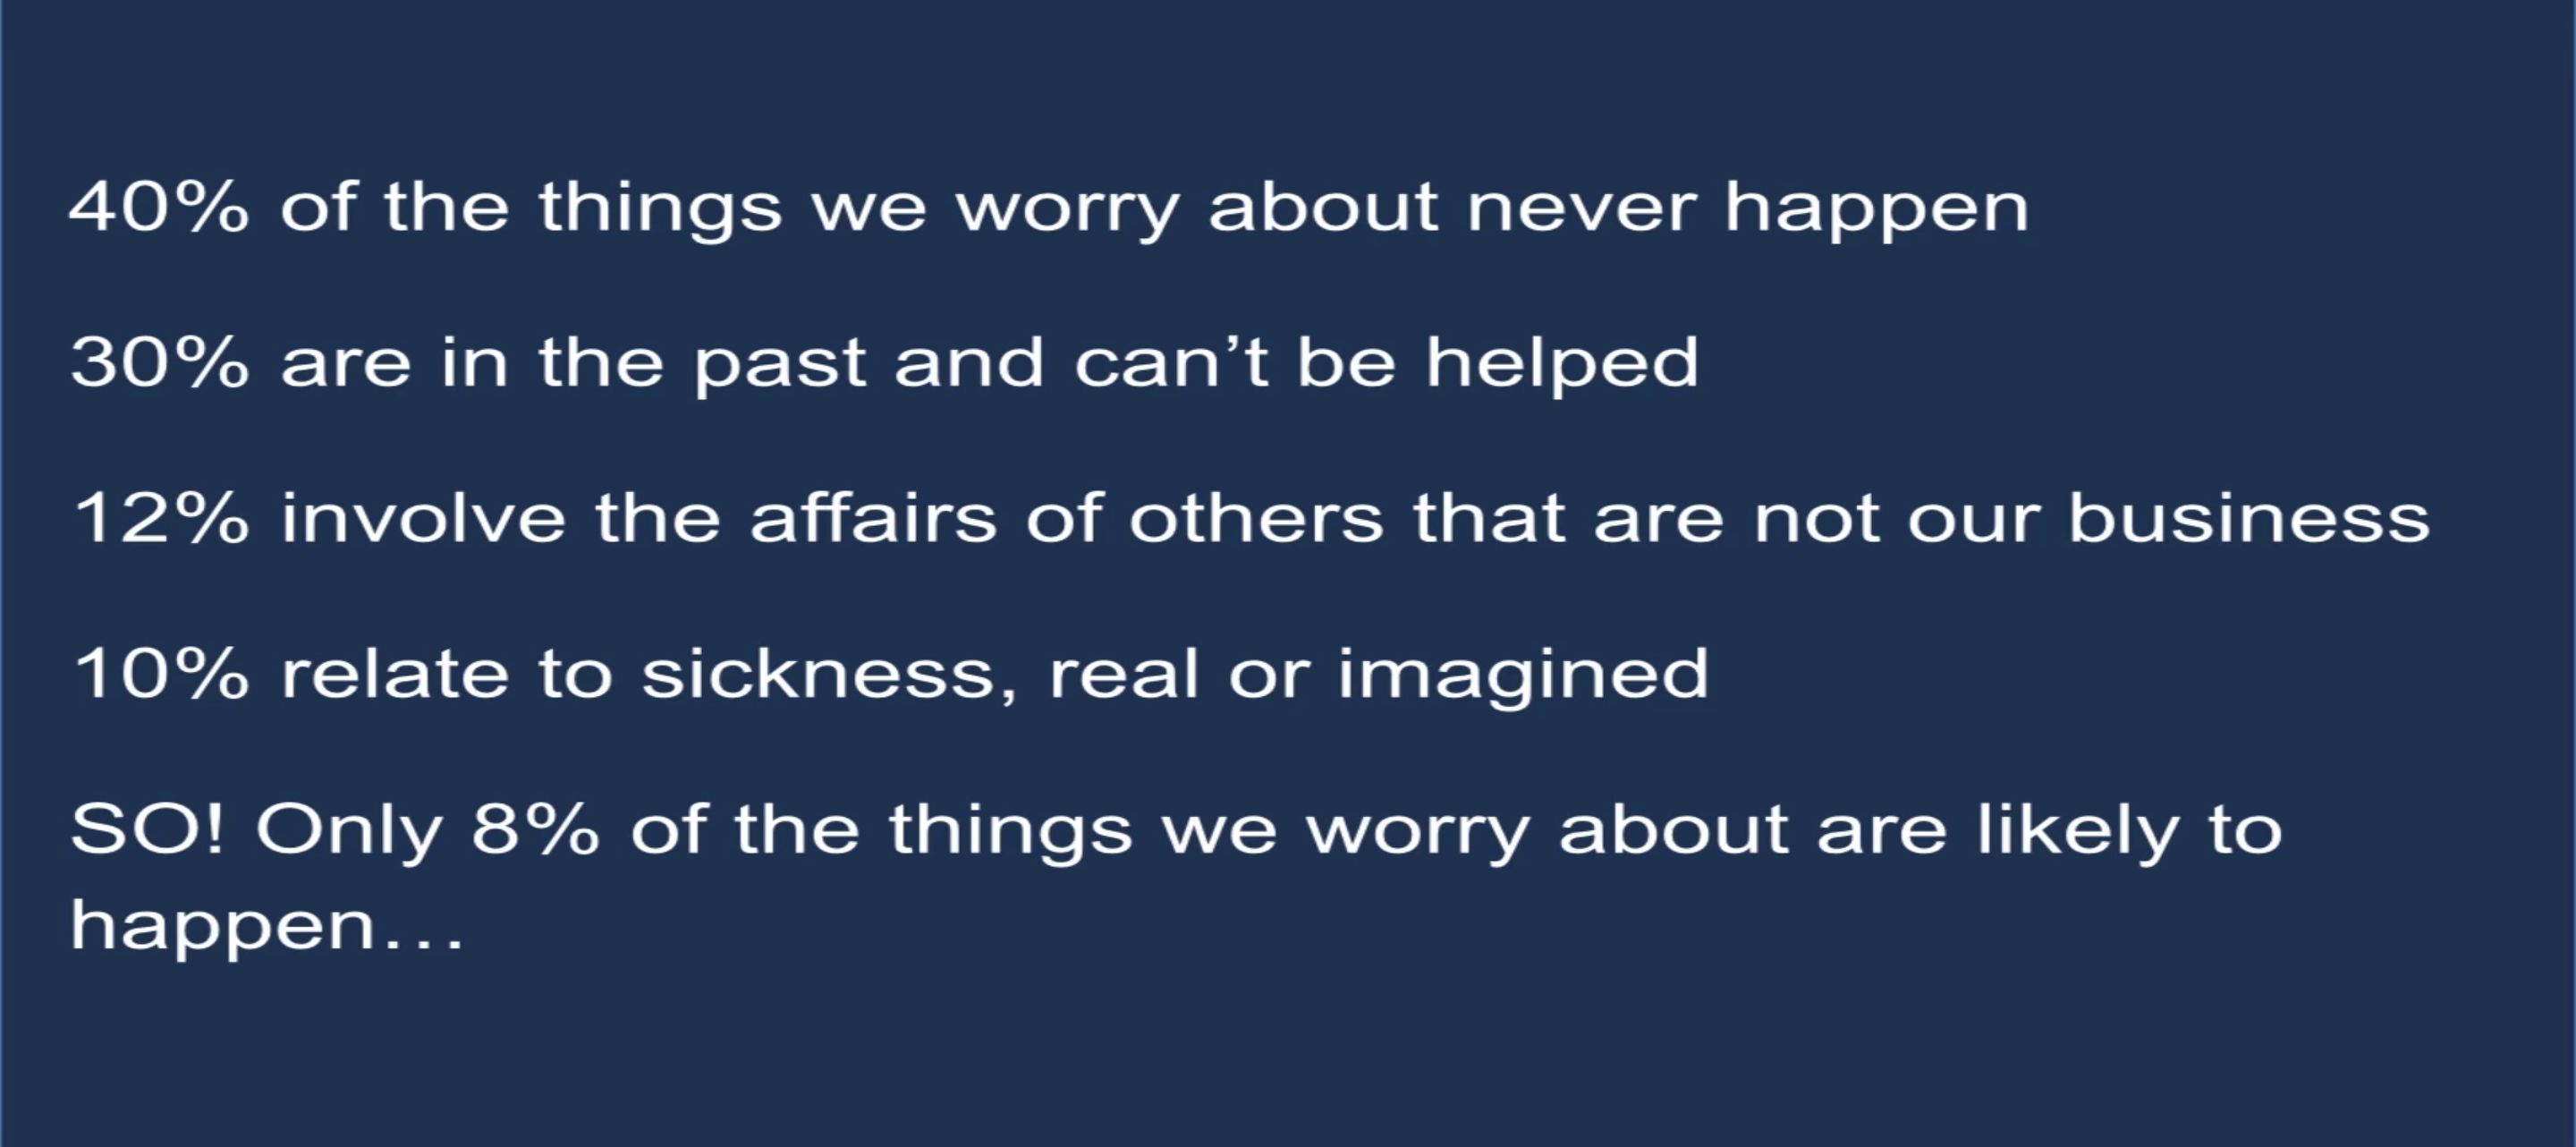 40% of the things we worry about never happen
30% are in the past and can’t be helped
12% involve the affairs of others that are not our business
10% relate to sickness, real or imagined
SO! Only 8% of the things we worry about are likely to
happen…